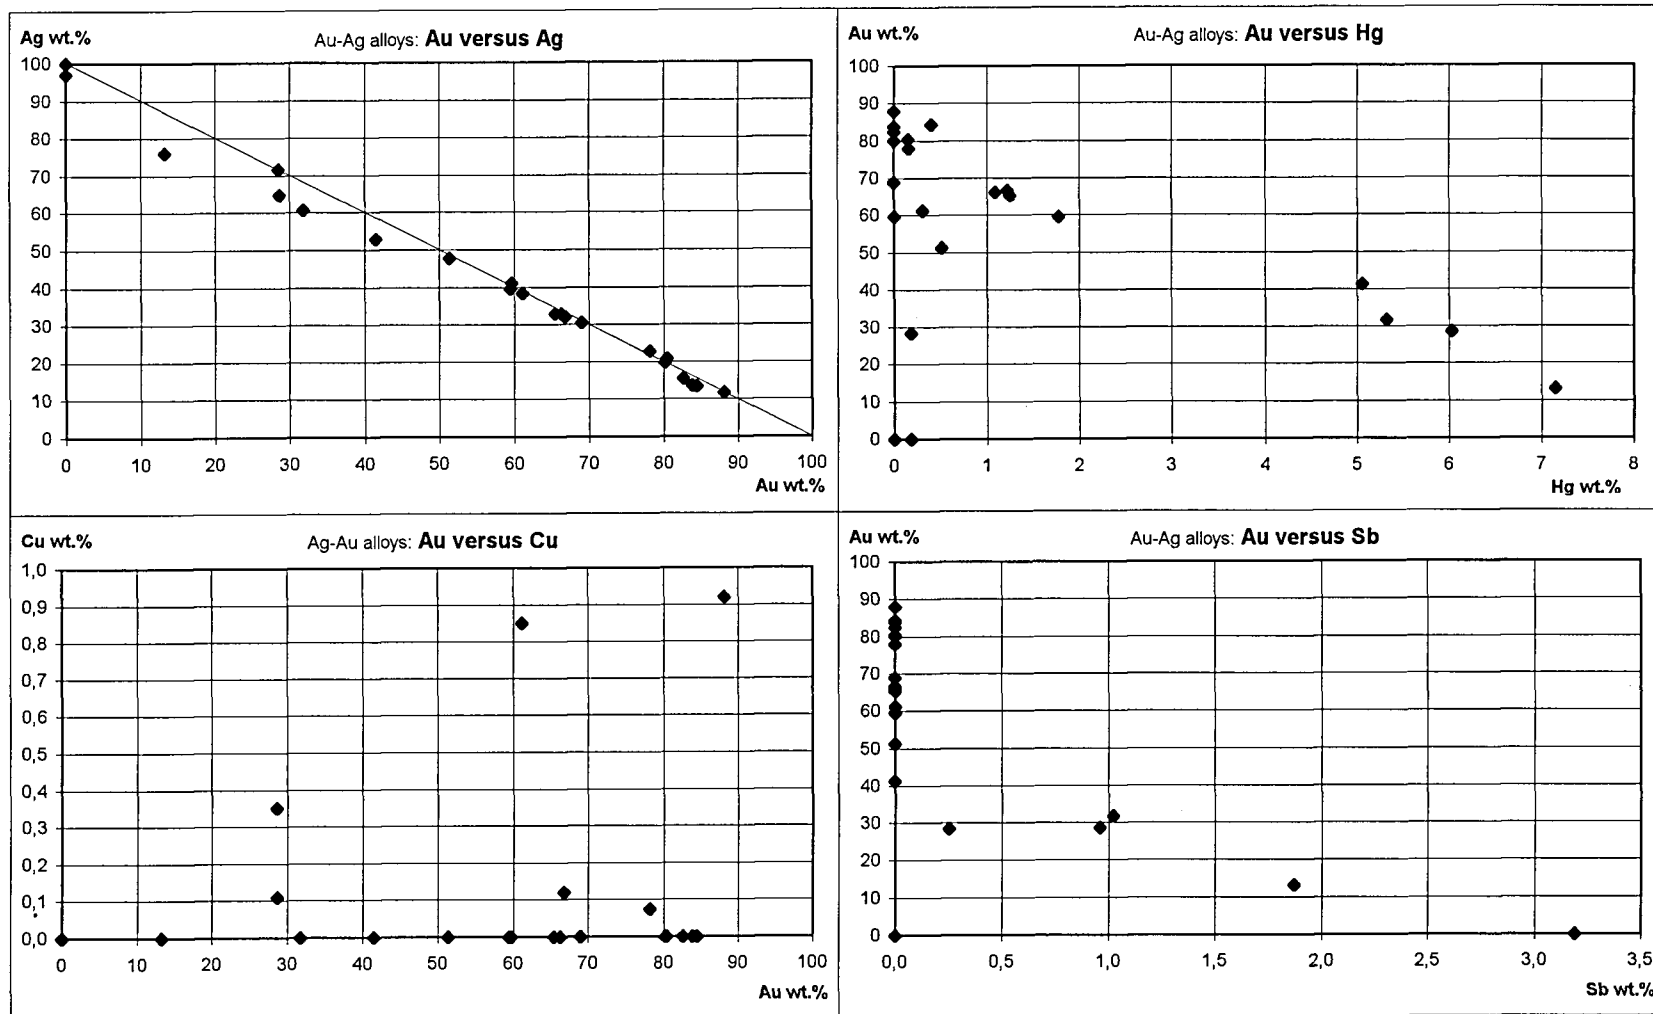 Ag wt.%
Au-Ag alloys: Au versus Ag
100
90
80
70
60
50
40
30
20
10
0
0 10 20 30 40 50 60 70 80 90 100
Au wt.%
Au wt.%
Au-Ag alloys: Au versus Hg
100
90
80
70
60
50
40
30
20
10
0
0 1 2 3 4 5 6 7 8
Hg wt.%
Cu wt.%
Ag-Au alloys: Au versus Cu
1,0
0,9
0,8
0,7
0,6
0,5
0,4
0,3
0,2
0,1
0,0
0 10 20 30 40 50 60 70 80 90 100
Au wt.%
Au wt.%
Au-Ag alloys: Au versus Sb
100
90
80
70
60
50
40
30
20
10
0
0,0 0,5 1,0 1,5 2,0 2,5 3,0 3,5
Sb wt.%